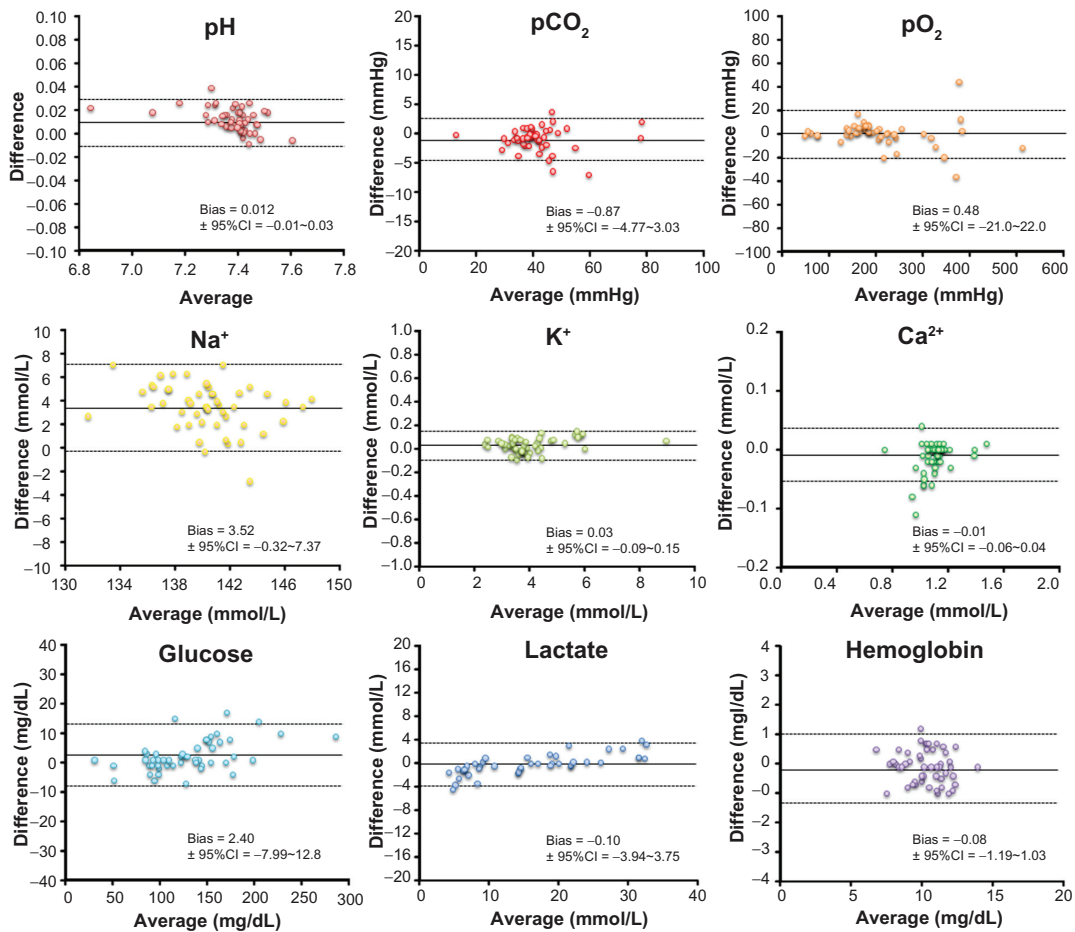 pH
Difference
0.10
0.08
0.06
0.04
0.02
0.00
−0.02
−0.04
−0.06
−0.08
−0.10
Bias = 0.012
± 95%CI = −0.01~0.03
6.8 7.0 7.2 7.4 7.6 7.8
Average
pCO₂
Difference (mmHg)
20
15
10
5
0
−5
−10
−15
−20
Bias = −0.87
± 95%CI = −4.77~3.03
0 20 40 60 80 100
Average (mmHg)
pO₂
Difference (mmHg)
100
80
60
40
20
0
−20
−40
−60
−80
−100
Bias = 0.48
± 95%CI = −21.0~22.0
0 100 200 300 400 500 600
Average (mmHg)
Na⁺
Difference (mmol/L)
10
8
6
4
2
0
−2
−4
−6
−8
−10
Bias = 3.52
± 95%CI = −0.32~7.37
130 134 138 142 146 150
Average (mmol/L)
K⁺
Difference (mmol/L)
1.0
0.8
0.6
0.4
0.2
0.0
−0.2
−0.4
−0.6
−0.8
−1.0
Bias = 0.03
± 95%CI = −0.09~0.15
0 2 4 6 8 10
Average (mmol/L)
Ca²⁺
Difference (mmol/L)
0.2
0.1
0.0
−0.1
−0.2
Bias = −0.01
± 95%CI = −0.06~0.04
0.0 0.4 0.8 1.2 1.6 2.0
Average (mmol/L)
Glucose
Difference (mg/dL)
40
30
20
10
0
−10
−20
−30
−40
Bias = 2.40
± 95%CI = −7.99~12.8
0 50 100 150 200 250 300
Average (mg/dL)
Lactate
Difference (mmol/L)
20
16
12
8
4
0
−4
−8
−12
−16
−20
Bias = −0.10
± 95%CI = −3.94~3.75
0 10 20 30 40
Average (mmol/L)
Hemoglobin
Difference (mgl/dL)
4
3
2
1
0
−0
−2
−3
−4
Bias = −0.08
± 95%CI = −1.19~1.03
0 5 10 15 20
Average (mg/dL)